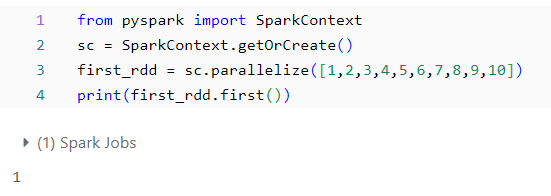 1 from pyspark import SparkContext
2 sc = SparkContext.getOrCreate()
3 first_rdd = sc.parallelize([1,2,3,4,5,6,7,8,9,10])
4 print(first_rdd.first())
(1) Spark Jobs
1